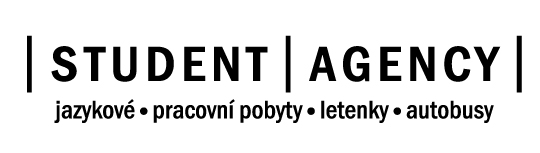 | STUDENT | AGENCY |
jazykové • pracovní pobyty • letenky • autobusy